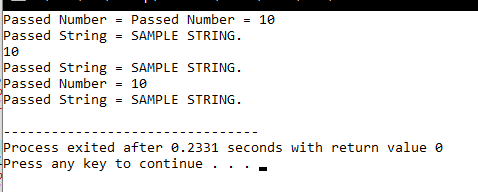 Passed Number = Passed Number = 10
Passed String = SAMPLE STRING.
10
Passed String = SAMPLE STRING.
Passed Number = 10
Passed String = SAMPLE STRING.

--------------------------------
Process exited after 0.2331 seconds with return value 0
Press any key to continue . . .